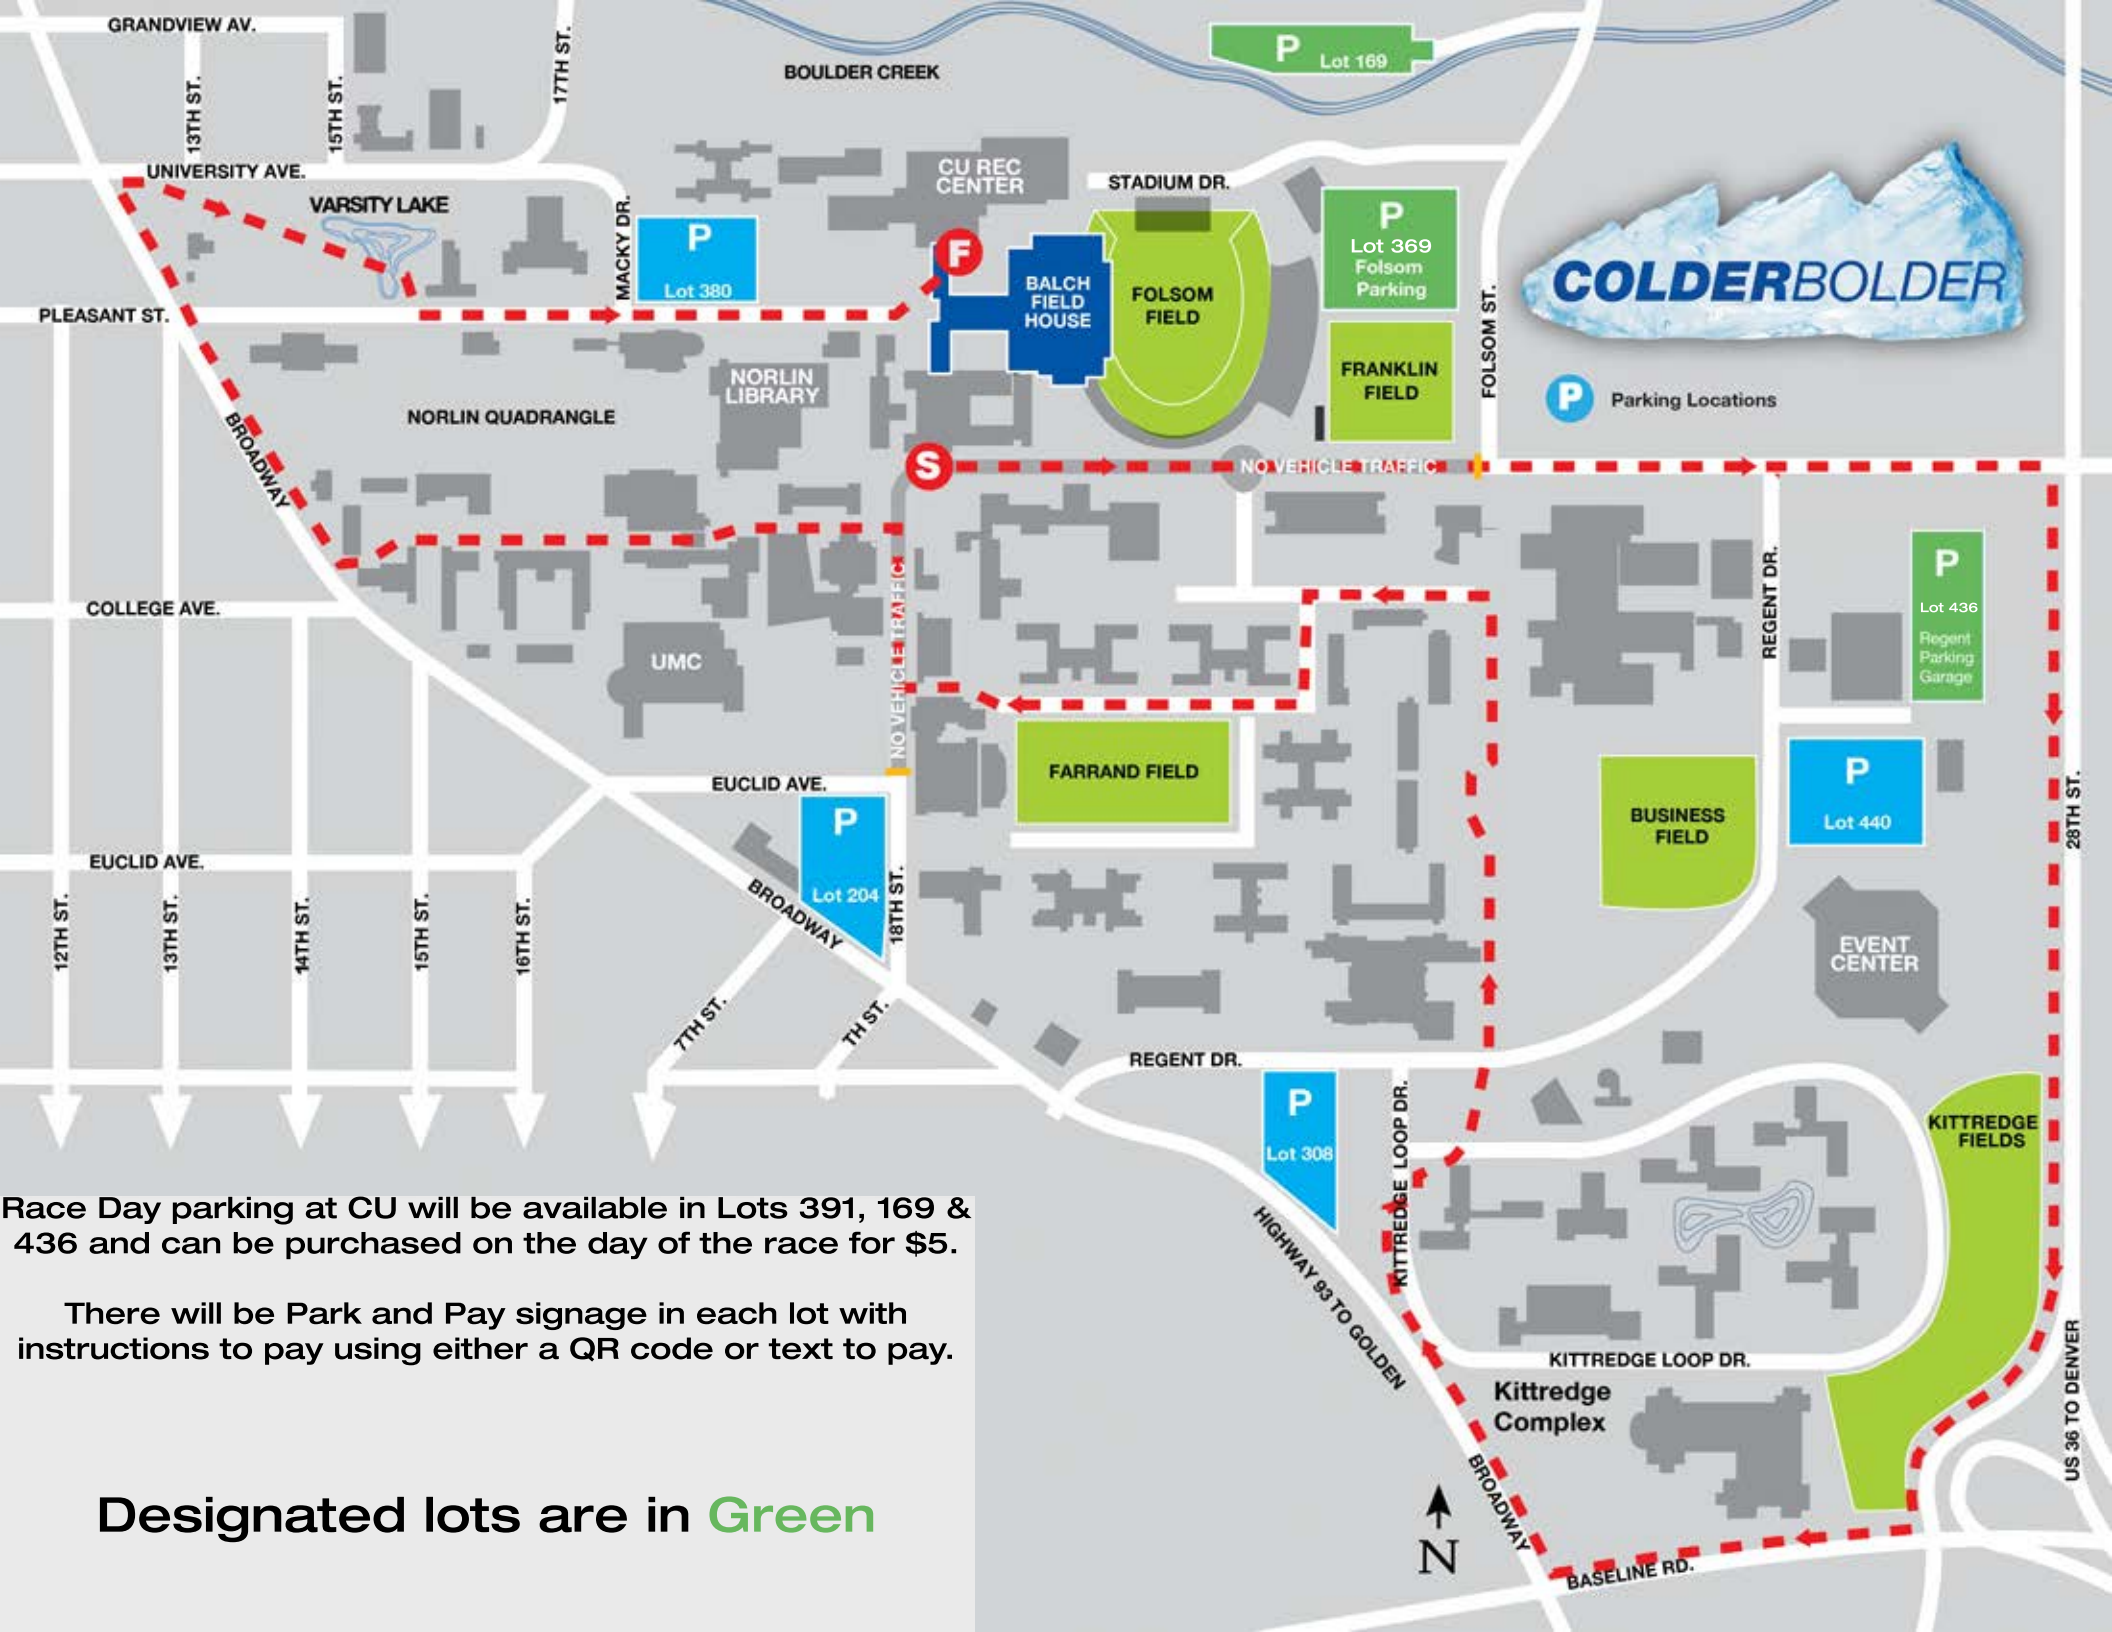 GRANDVIEW AV.
13TH ST.
15TH ST.
17TH ST.
BOULDER CREEK
P
Lot 169
UNIVERSITY AVE.
VARSITY LAKE
MACKY DR.
P
Lot 380
CU REC
CENTER
STADIUM DR.
F
BALCH
FIELD
HOUSE
FOLSOM
FIELD
P
Lot 369
Folsom
Parking
FRANKLIN
FIELD
FOLSOM ST.
COLDERBOLDER
P
Parking Locations
PLEASANT ST.
NORLIN
LIBRARY
NORLIN QUADRANGLE
BROADWAY
S
NO VEHICLE TRAFFIC
NO VEHICLE TRAFFIC
COLLEGE AVE.
UMC
REGENT DR.
P
Lot 436
Regent
Parking
Garage
EUCLID AVE.
FARRAND FIELD
BUSINESS
FIELD
P
Lot 440
28TH ST.
EUCLID AVE.
P
Lot 204
BROADWAY
18TH ST.
12TH ST.
13TH ST.
14TH ST.
15TH ST.
16TH ST.
7TH ST.
TH ST.
EVENT
CENTER
REGENT DR.
P
Lot 308
KITTREDGE LOOP DR.
KITTREDGE
FIELDS
HIGHWAY 93 TO GOLDEN
KITTREDGE LOOP DR.
Kittredge
Complex
US 36 TO DENVER
BROADWAY
N
BASELINE RD.
Race Day parking at CU will be available in Lots 391, 169 &
436 and can be purchased on the day of the race for $5.
There will be Park and Pay signage in each lot with
instructions to pay using either a QR code or text to pay.
Designated lots are in Green